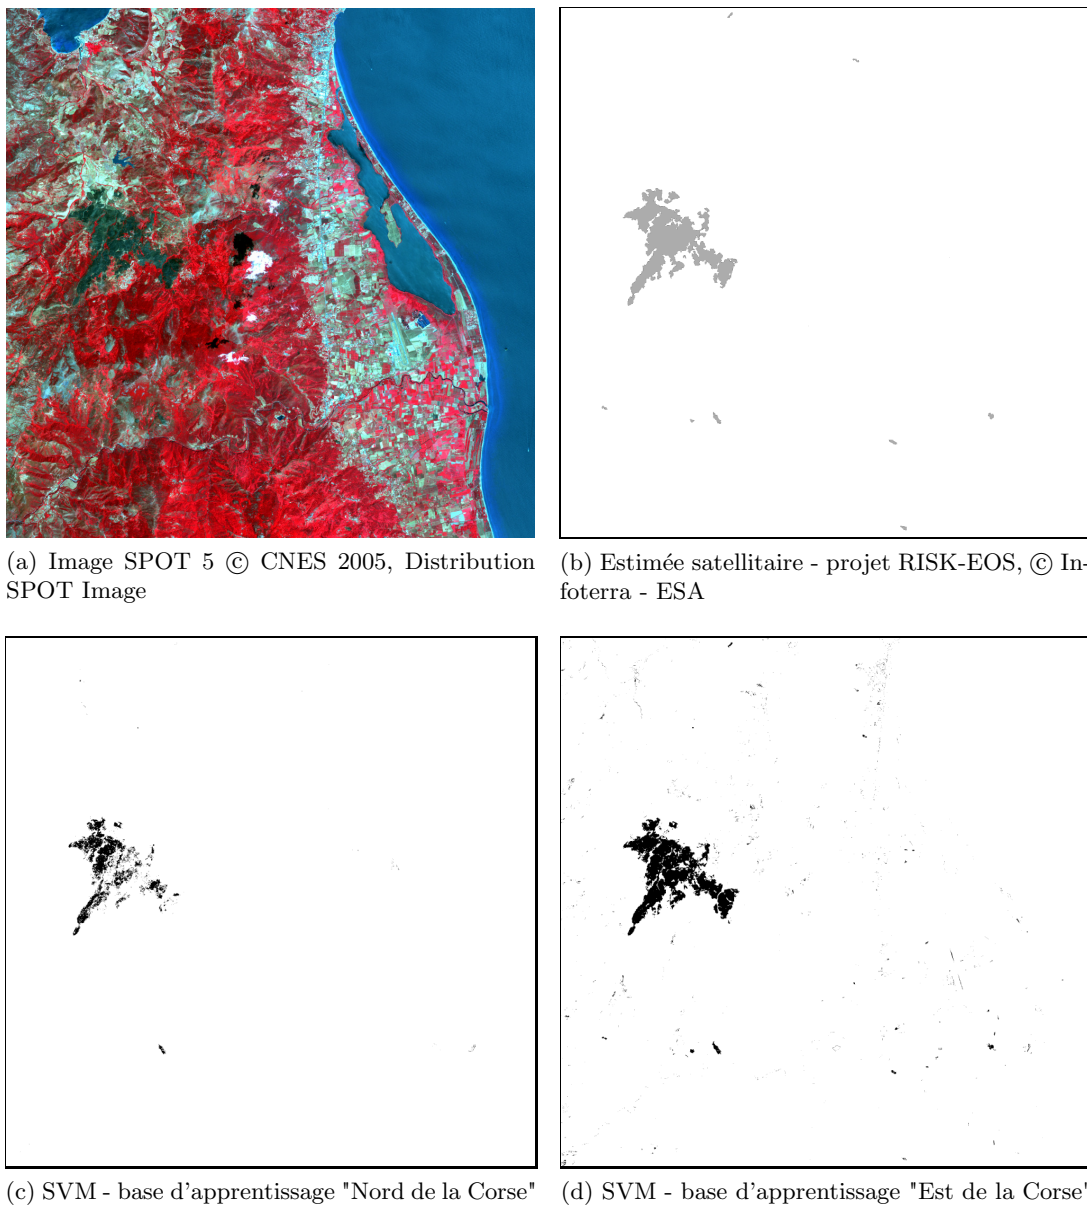 (a) Image SPOT 5 © CNES 2005, Distribution
SPOT Image
(b) Estimée satellitaire - projet RISK-EOS, © In-
foterra - ESA
(c) SVM - base d'apprentissage "Nord de la Corse"
(d) SVM - base d'apprentissage "Est de la Corse"